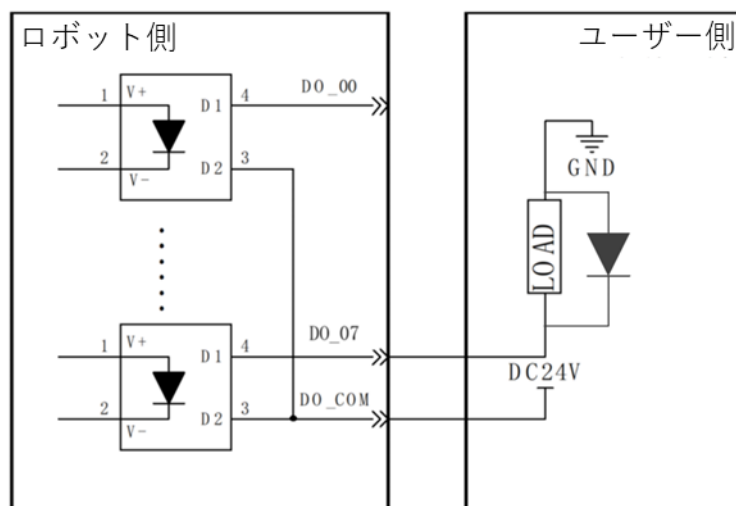 ロボット側
ユーザー側
DO_00
1 V+ D1 4
2 V- D2 3
GND
LOAD
DO_07
1 V+ D1 4
DC24V
DO_COM
2 V- D2 3